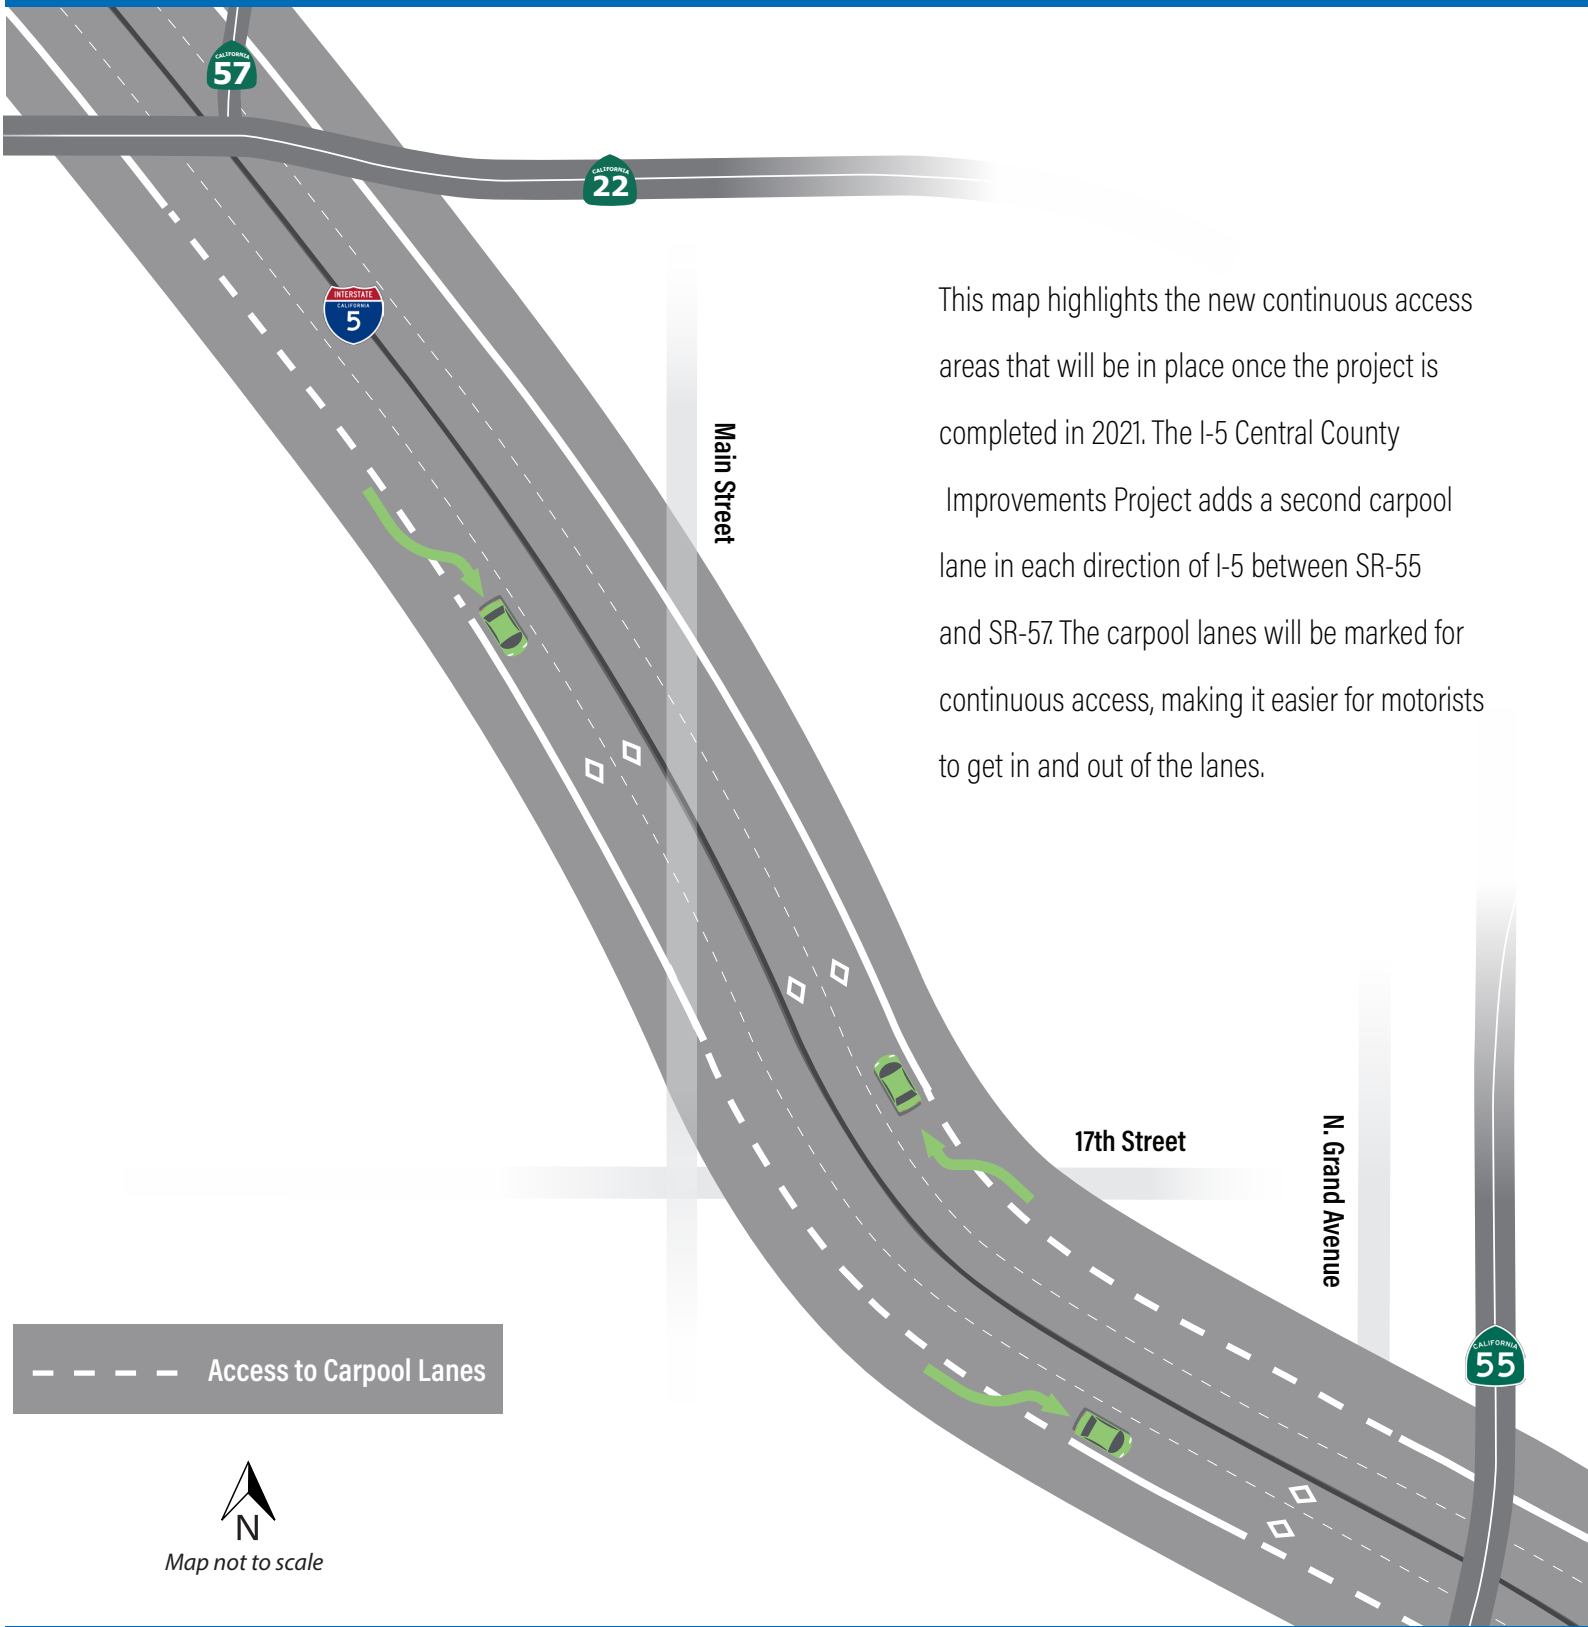 CALIFORNIA
57
CALIFORNIA
22
INTERSTATE
CALIFORNIA
5
This map highlights the new continuous access
areas that will be in place once the project is
completed in 2021. The I-5 Central County
Improvements Project adds a second carpool
lane in each direction of I-5 between SR-55
and SR-57. The carpool lanes will be marked for
continuous access, making it easier for motorists
to get in and out of the lanes.
Main Street
17th Street
N. Grand Avenue
CALIFORNIA
55
Access to Carpool Lanes
N
Map not to scale